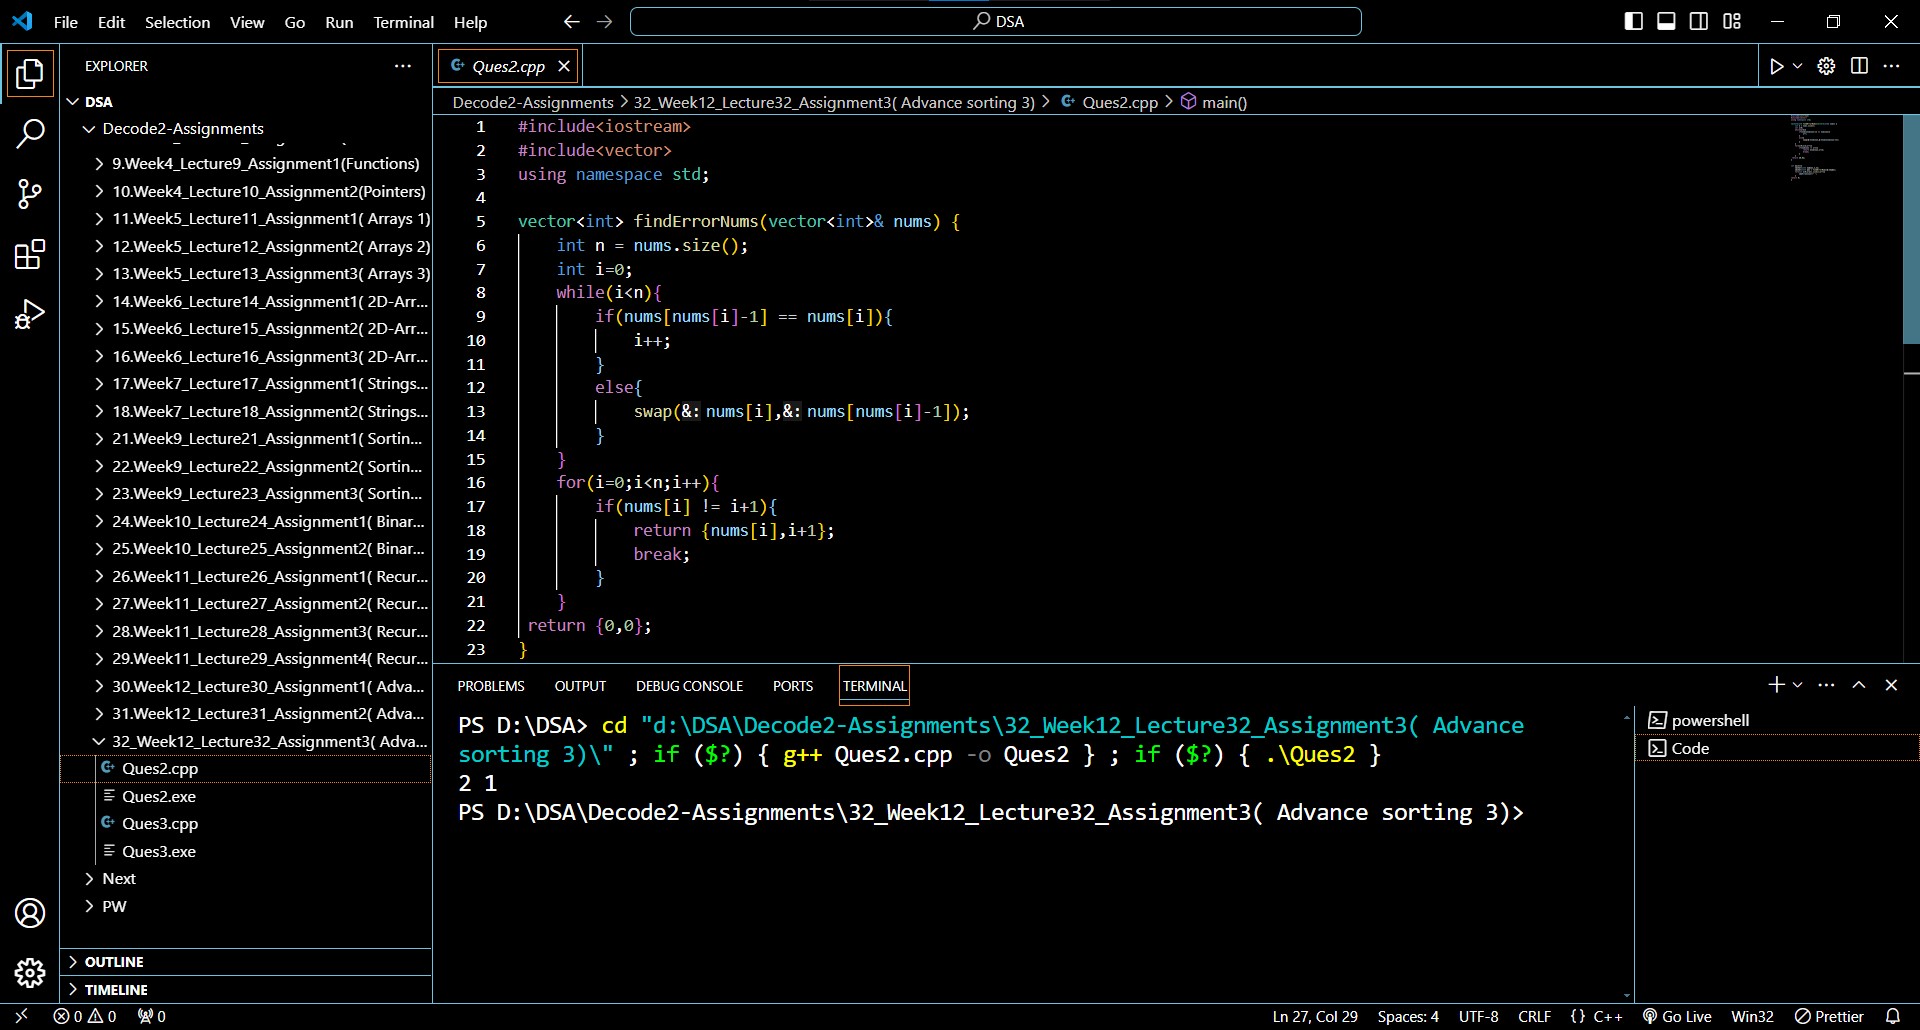 File Edit Selection View Go Run Terminal Help
DSA
EXPLORER
DSA
Decode2-Assignments
9.Week4_Lecture9_Assignment1(Functions)
10.Week4_Lecture10_Assignment2(Pointers)
11.Week5_Lecture11_Assignment1( Arrays 1)
12.Week5_Lecture12_Assignment2( Arrays 2)
13.Week5_Lecture13_Assignment3( Arrays 3)
14.Week6_Lecture14_Assignment1( 2D-Arr...
15.Week6_Lecture15_Assignment2( 2D-Arr...
16.Week6_Lecture16_Assignment3( 2D-Arr...
17.Week7_Lecture17_Assignment1( Strings...
18.Week7_Lecture18_Assignment2( Strings...
21.Week9_Lecture21_Assignment1( Sortin...
22.Week9_Lecture22_Assignment2( Sortin...
23.Week9_Lecture23_Assignment3( Sortin...
24.Week10_Lecture24_Assignment1( Binar...
25.Week10_Lecture25_Assignment2( Binar...
26.Week11_Lecture26_Assignment1( Recur...
27.Week11_Lecture27_Assignment2( Recur...
28.Week11_Lecture28_Assignment3( Recur...
29.Week11_Lecture29_Assignment4( Recur...
30.Week12_Lecture30_Assignment1( Adva...
31.Week12_Lecture31_Assignment2( Adva...
32_Week12_Lecture32_Assignment3( Adva...
Ques2.cpp
Ques2.exe
Ques3.cpp
Ques3.exe
Next
PW
OUTLINE
TIMELINE
Ques2.cpp
Decode2-Assignments > 32_Week12_Lecture32_Assignment3( Advance sorting 3) > Ques2.cpp > main()
1 #include<iostream>
2 #include<vector>
3 using namespace std;
4
5 vector<int> findErrorNums(vector<int>& nums) {
6 int n = nums.size();
7 int i=0;
8 while(i<n){
9 if(nums[nums[i]-1] == nums[i]){
10 i++;
11 }
12 else{
13 swap(&: nums[i],&: nums[nums[i]-1]);
14 }
15 }
16 for(i=0;i<n;i++){
17 if(nums[i] != i+1){
18 return {nums[i],i+1};
19 break;
20 }
21 }
22 return {0,0};
23 }
PROBLEMS OUTPUT DEBUG CONSOLE PORTS TERMINAL
PS D:\DSA> cd "d:\DSA\Decode2-Assignments\32_Week12_Lecture32_Assignment3( Advance
sorting 3)\" ; if ($?) { g++ Ques2.cpp -o Ques2 } ; if ($?) { .\Ques2 }
2 1
PS D:\DSA\Decode2-Assignments\32_Week12_Lecture32_Assignment3( Advance sorting 3)>
powershell
Code
0 0 0 Ln 27, Col 29 Spaces: 4 UTF-8 CRLF {} C++ Go Live Win32 Prettier